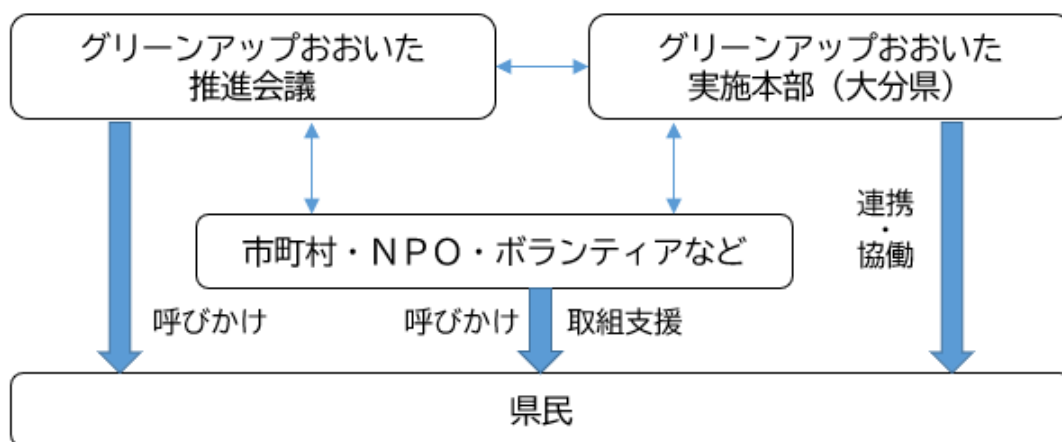 グリーンアップおおいた
推進会議
グリーンアップおおいた
実施本部（大分県）
連携
・
協働
市町村・ＮＰＯ・ボランティアなど
呼びかけ
呼びかけ
取組支援
県民